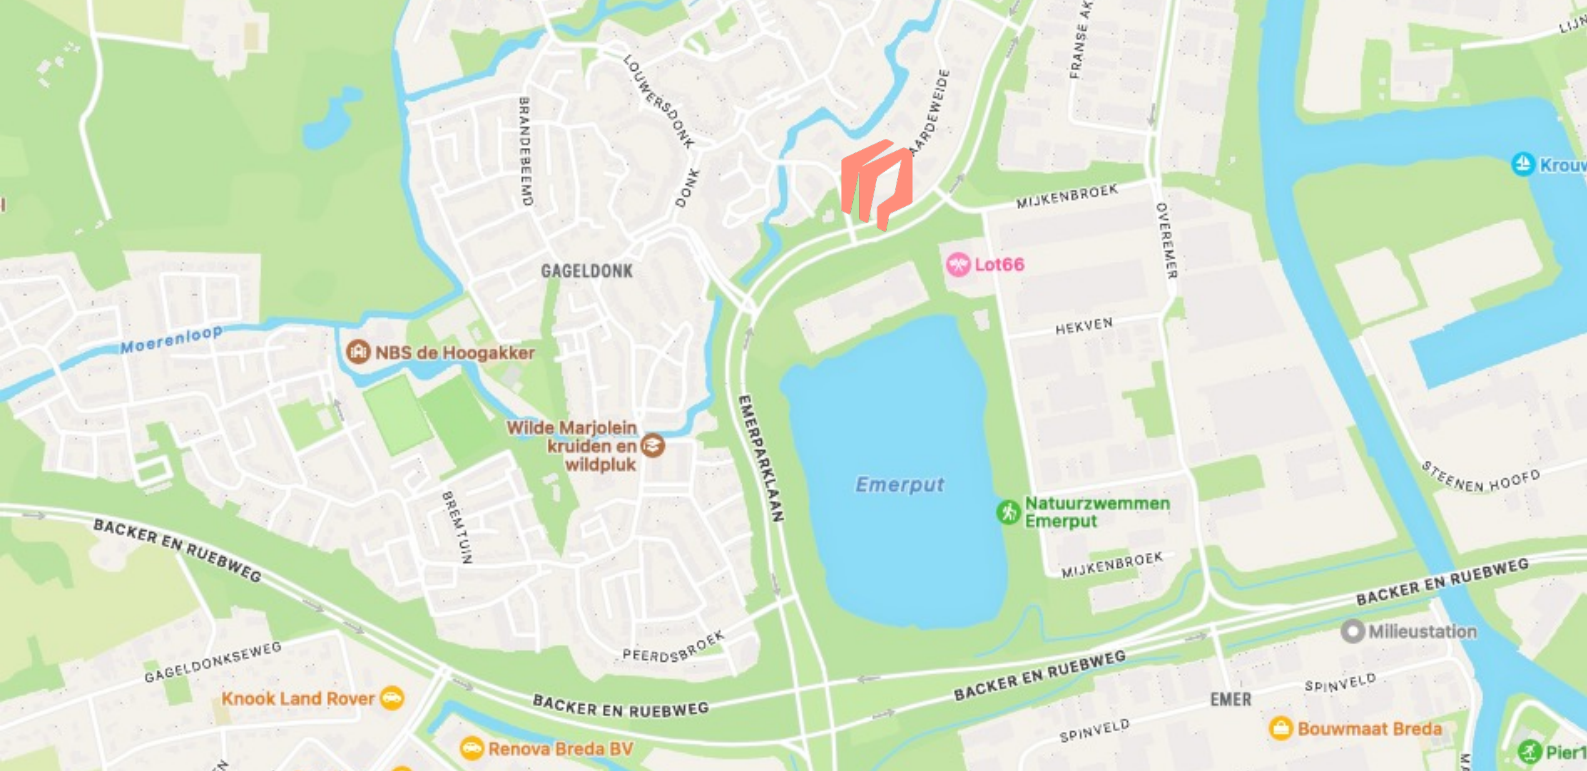 FRANSE AK
LIJN
LOUWERSDONK
AARDEWEIDE
BRANDEBEEMD
DONK
Krouw
MIJKENBROEK
OVEREMER
Lot66
GAGELDONK
HEKVEN
Moerenloop
NBS de Hoogakker
Wilde Marjolein
kruiden en
wildpluk
EMERPARKLAAN
Emerput
STEENEN HOOFD
Natuurzwemmen
Emerput
BREMTUIN
BACKER EN RUEBWEG
MIJKENBROEK
BACKER EN RUEBWEG
Milieustation
PEERDSBROEK
GAGELDONKSEWEG
BACKER EN RUEBWEG
SPINVELD
Knook Land Rover
BACKER EN RUEBWEG
EMER
SPINVELD
Bouwmaat Breda
Renova Breda BV
Pier1